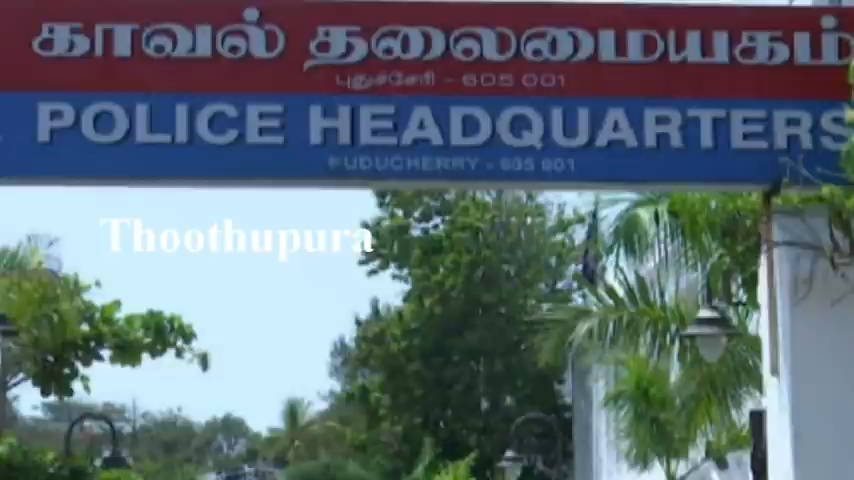 காவல் தலைமையகம்
புதுச்சேரி - 605 001
POLICE HEADQUARTERS
PUDUCHERRY - 605 001
Thoothupura